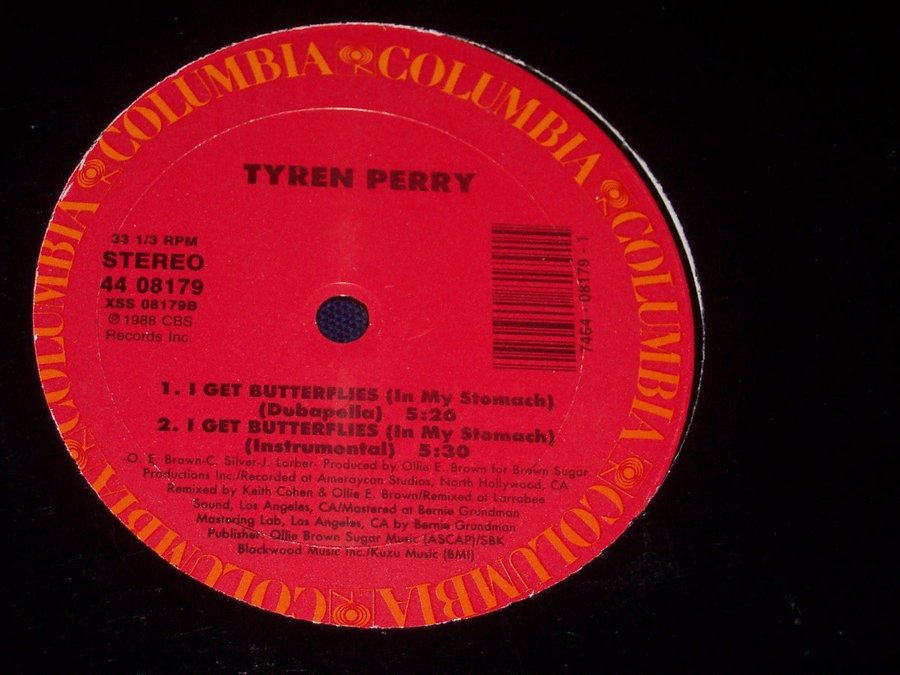 COLUMBIA COLUMBIA COLUMBIA COLUMBIA COLUMBIA COLUMBIA COLUMBIA COLUMBIA COLUMBIA
TYREN PERRY
33 1/3 RPM
STEREO
44 08179
XSS 08179B
℗ 1988 CBS
Records Inc.
7464 - 08179 - 1
1. I GET BUTTERFLIES (In My Stomach)
(Dubapella) 5:26
2. I GET BUTTERFLIES (In My Stomach)
(Instrumental) 5:30
-O. E. Brown-C. Silver-J. Lorber- Produced by Ollie E. Brown for Brown Sugar
Productions Inc./Recorded at Ameraycan Studios, North Hollywood, CA
Remixed by Keith Cohen & Ollie E. Brown/Remixed at Larrabee
Sound, Los Angeles, CA/Mastered at Bernie Grundman
Mastering Lab, Los Angeles, CA by Bernie Grundman
Publisher: Ollie Brown Sugar Music (ASCAP)/SBK
Blackwood Music Inc./Kuzu Music (BMI)